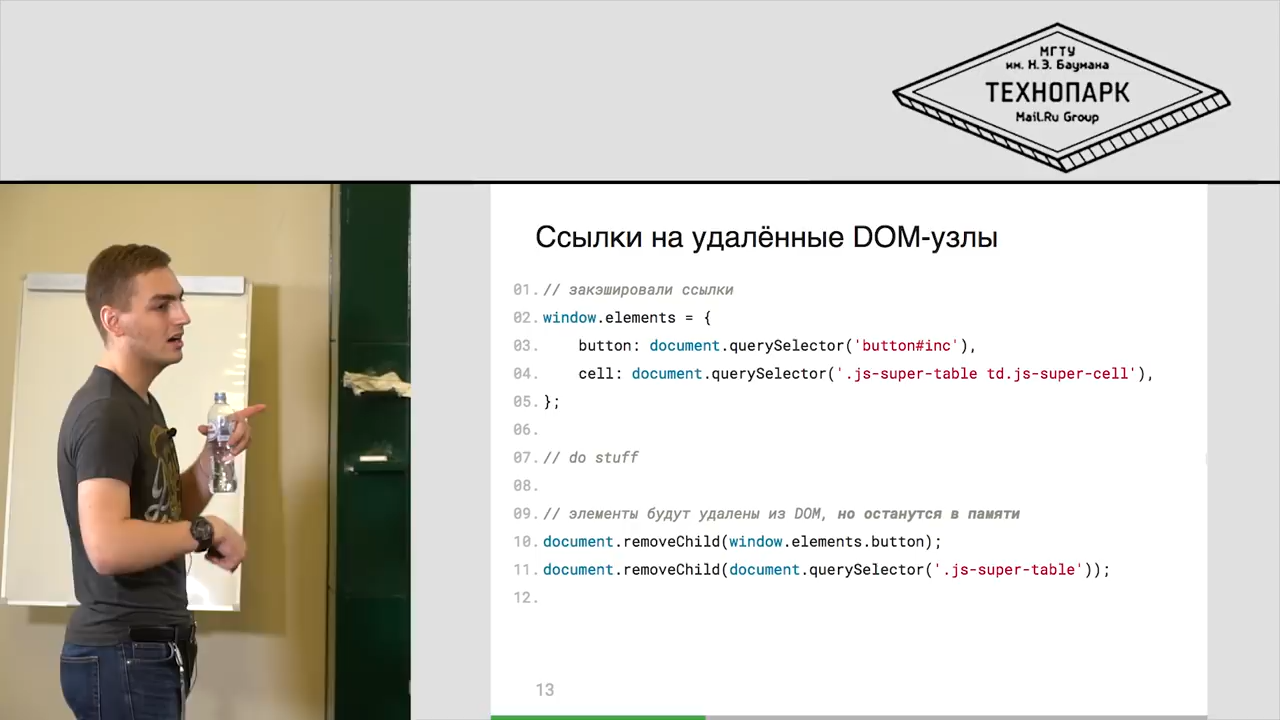 МГТУ
им. Н.Э. Баумана
ТЕХНОПАРК
Mail.Ru Group
Ссылки на удалённые DOM-узлы
01. // закэшировали ссылки
02. window.elements = {
03.     button: document.querySelector('button#inc'),
04.     cell: document.querySelector('.js-super-table td.js-super-cell'),
05. };
06.
07. // do stuff
08.
09. // элементы будут удалены из DOM, но останутся в памяти
10. document.removeChild(window.elements.button);
11. document.removeChild(document.querySelector('.js-super-table'));
12.
13